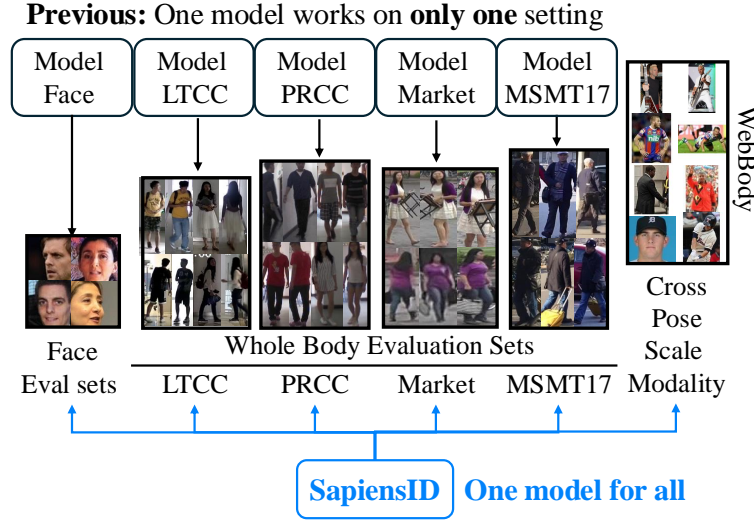 Previous: One model works on only one setting
Model
Face
Model
LTCC
Model
PRCC
Model
Market
Model
MSMT17
WebBody
Face
Eval sets
Whole Body Evaluation Sets
LTCC
PRCC
Market
MSMT17
Cross
Pose
Scale
Modality
SapiensID
One model for all